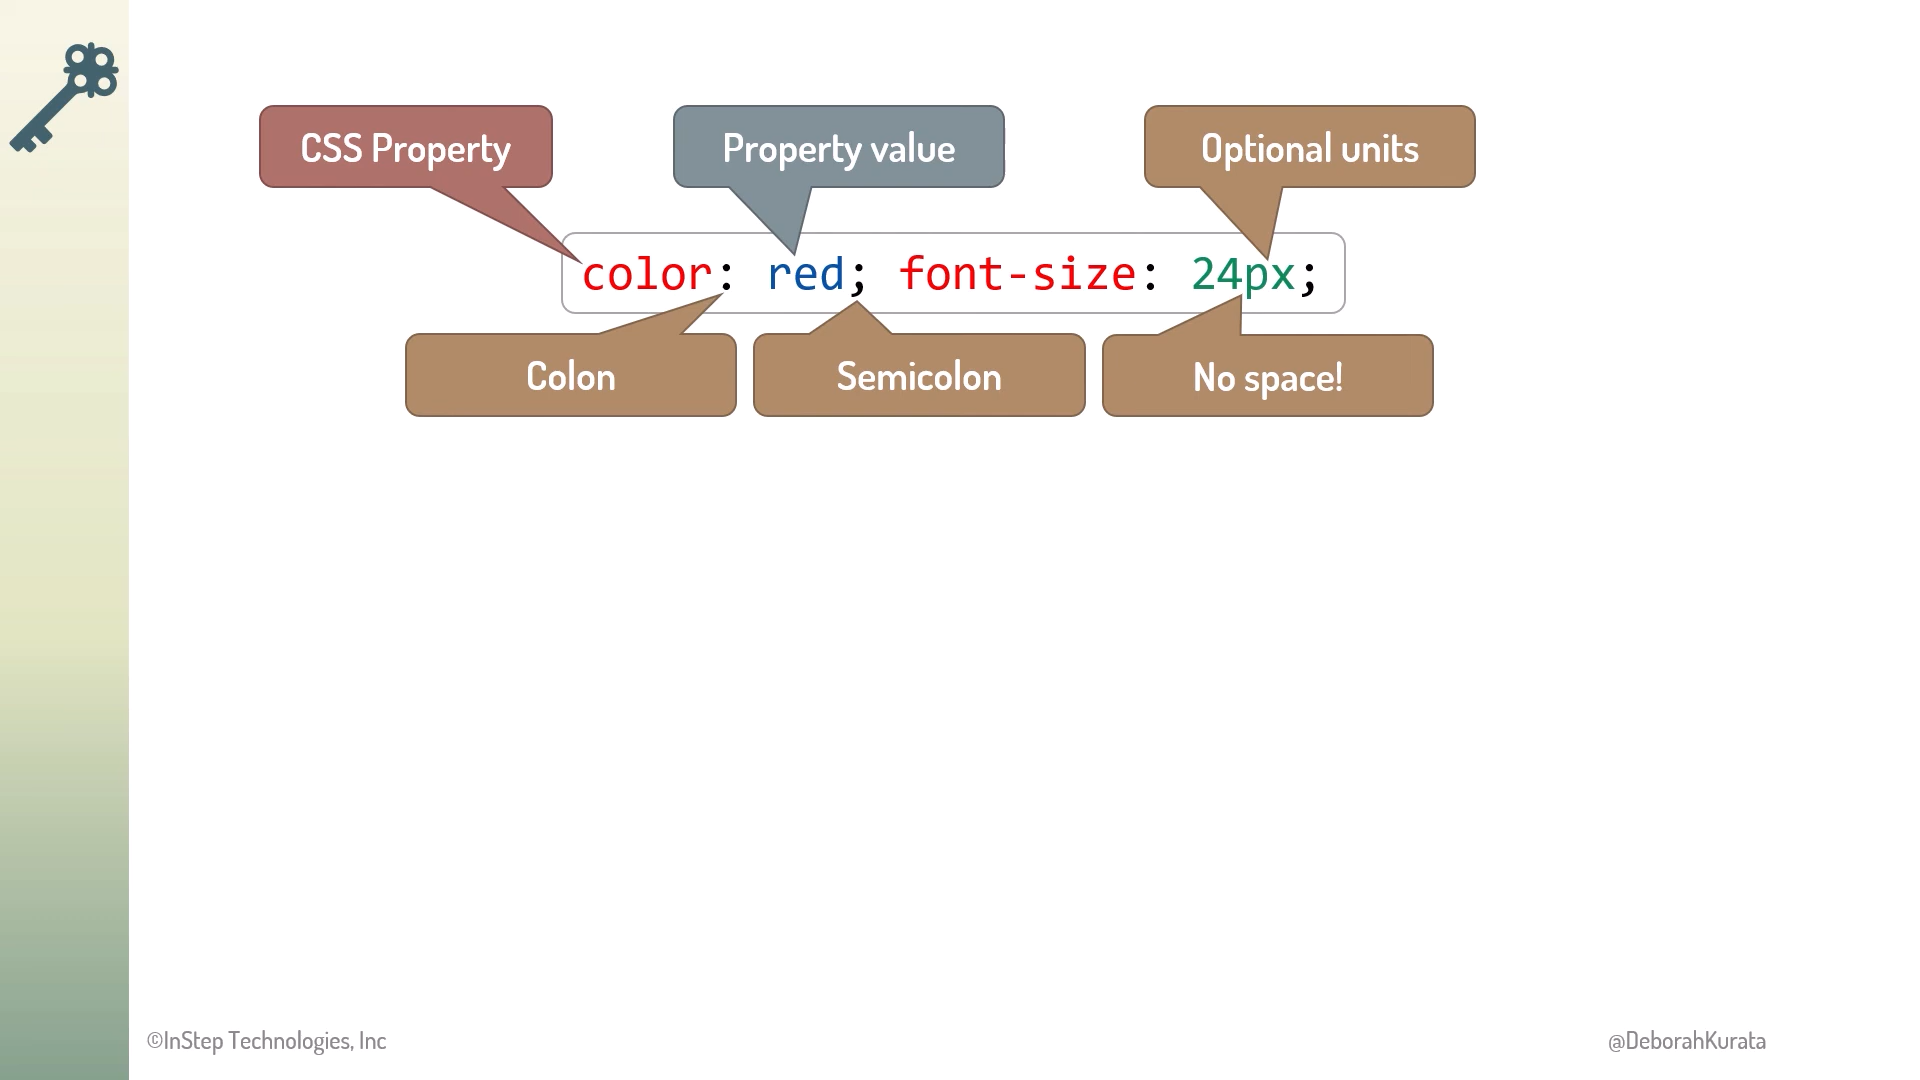 CSS Property
Property value
Optional units
color: red; font-size: 24px;
Colon
Semicolon
No space!
©InStep Technologies, Inc
@DeborahKurata